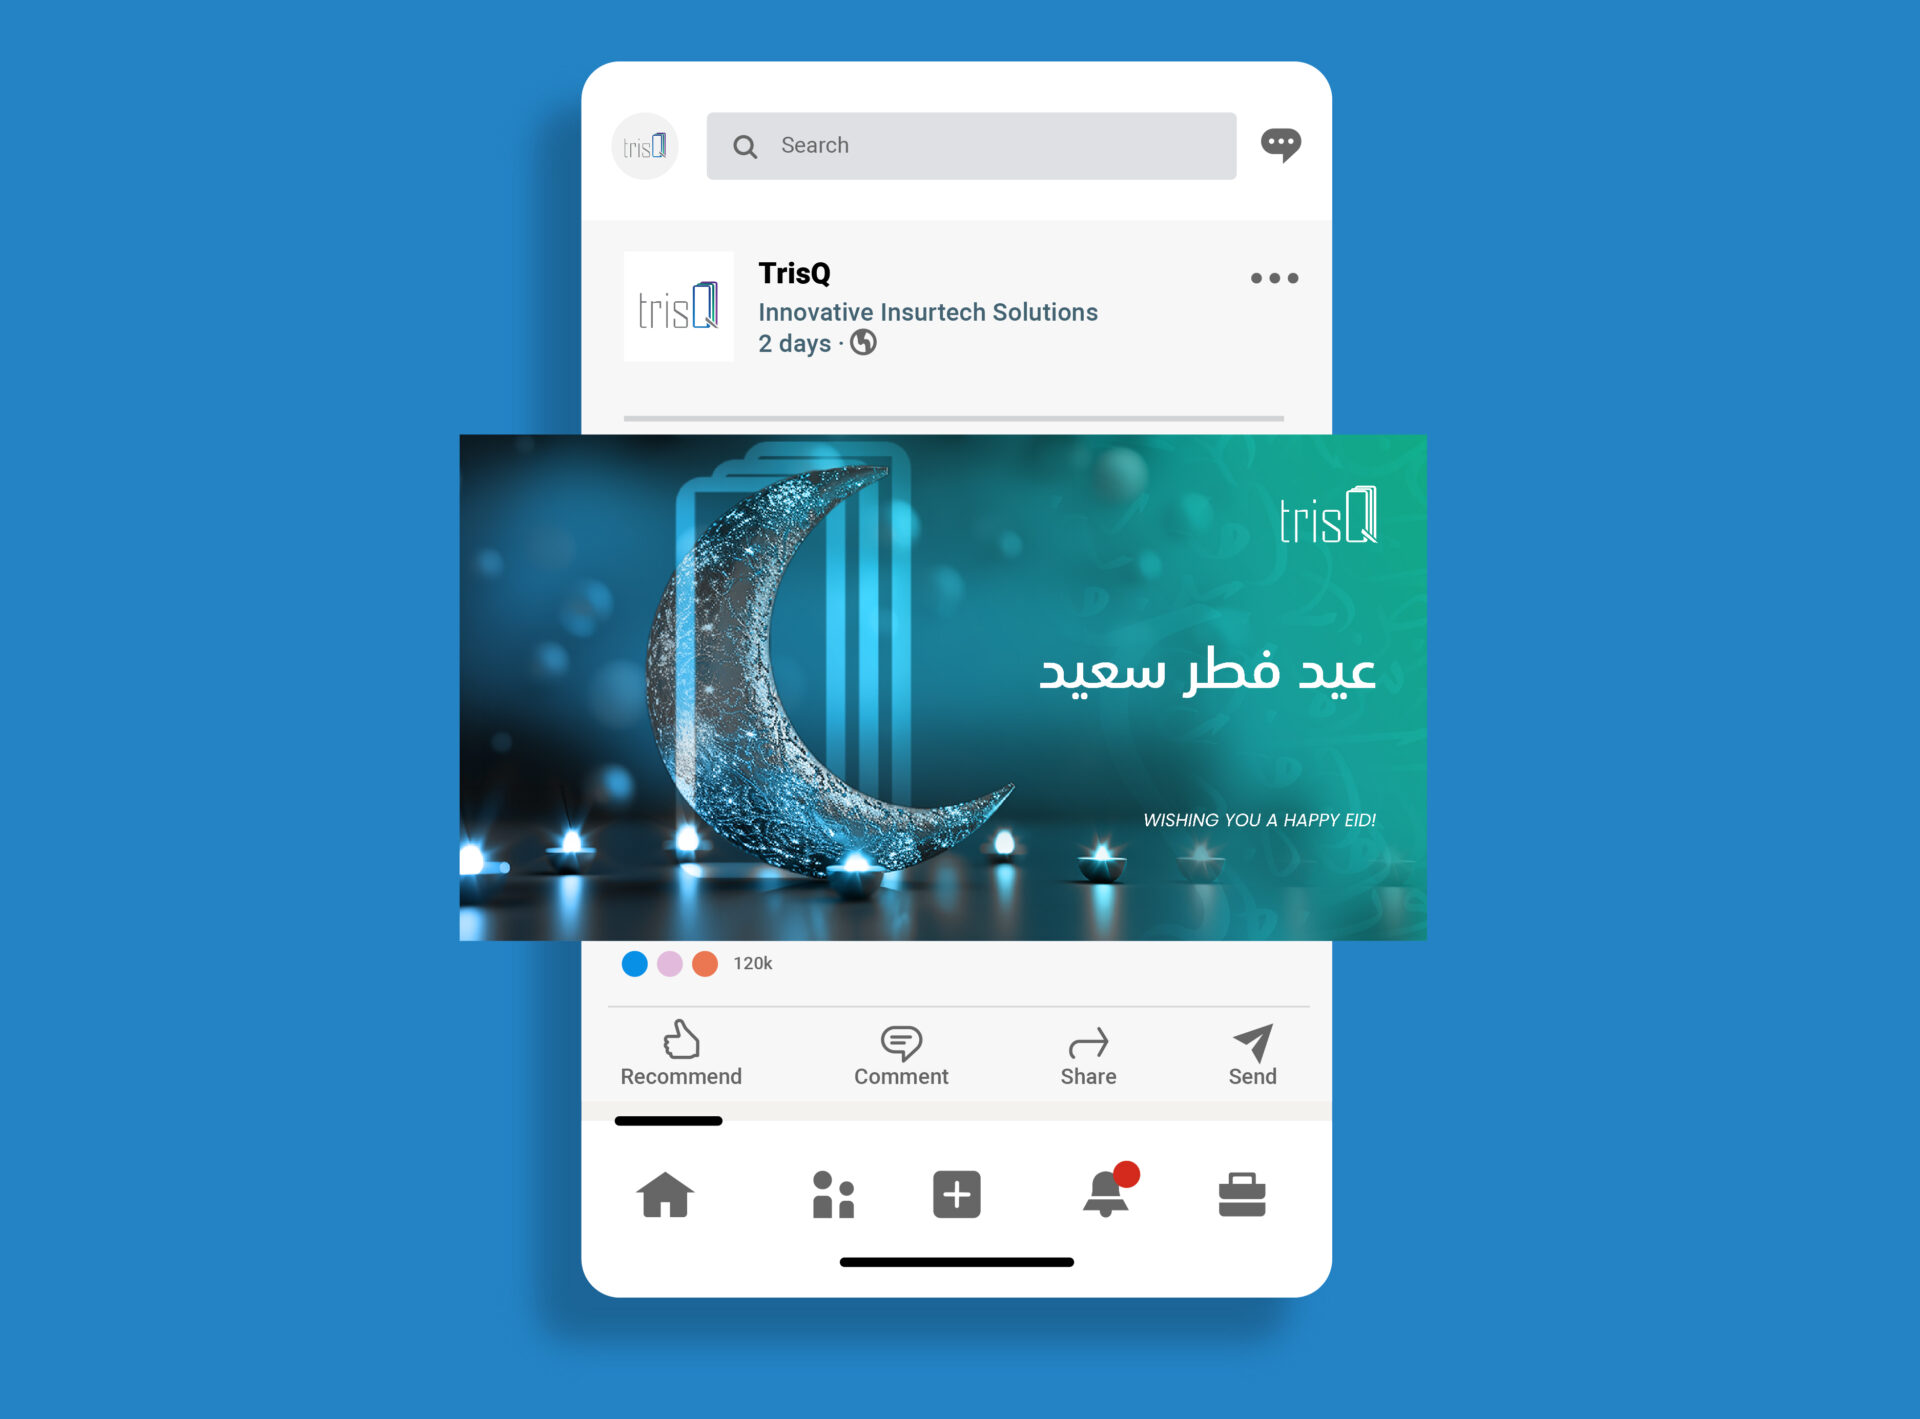 trisQ
Search
trisQ
TrisQ
Innovative Insurtech Solutions
2 days ·
trisQ
عيد فطر سعيد
WISHING YOU A HAPPY EID!
120k
Recommend
Comment
Share
Send